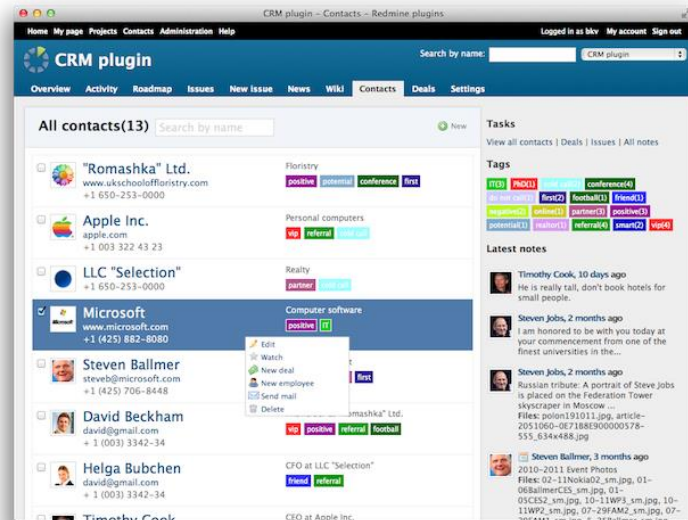 CRM plugin – Contacts – Redmine plugins
Home My page Projects Contacts Administration Help
Logged in as bkv My account Sign out
CRM plugin
Search by name:
CRM plugin
Overview Activity Roadmap Issues New issue News Wiki Contacts Deals Settings
All contacts(13)
Search by name
New
"Romashka" Ltd.
www.ukschooloffloristry.com
+1 650-253-0000
Floristry
positive potential conference first
Apple Inc.
apple.com
+1 003 322 43 23
Personal computers
vip referral cold call
LLC "Selection"
+1 650-253-0000
Realty
partner cold call
Microsoft
www.microsoft.com
+1 (425) 882-8080
Computer software
positive IT
Edit
Watch
New deal
New employee
Send mail
Delete
Steven Ballmer
steveb@microsoft.com
+1 (425) 706-8448
first
David Beckham
david@gmail.com
+ 1 (003) 3342-34
"Romashka" Ltd.
vip positive referral football
Helga Bubchen
david@gmail.com
+ 1 (003) 3342-34
CFO at LLC "Selection"
friend referral
Timothy Cook
CEO at Apple Inc.
Tasks
View all contacts | Deals | Issues | All notes
Tags
IT(3) PhD(1) conference(4)
do not call(1) first(2) football(1) friend(1)
negative(2) online(1) partner(3) positive(3)
potential(1) realtor(1) referral(4) smart(2) vip(4)
Latest notes
Timothy Cook, 10 days ago
He is really tall, don't book hotels for
small people.
Steven Jobs, 2 months ago
I am honored to be with you today at
your commencement from one of the
finest universities in the...
Steven Jobs, 2 months ago
Russian tribute: A portrait of Steve Jobs
is placed on the Federation Tower
skyscraper in Moscow ...
Files: polon191011.jpg, article-
2051060-0E71B8E900000578-
555_634x488.jpg
Steven Ballmer, 3 months ago
2010-2011 Event Photos
Files: 02-11Nokia02_sm.jpg, 01-
06BallmerCES_sm.jpg, 01-
05CES2_sm.jpg, 10-11WP3_sm.jpg, 10-
11WP2_sm.jpg, 07-29FAM2_sm.jpg, 07-